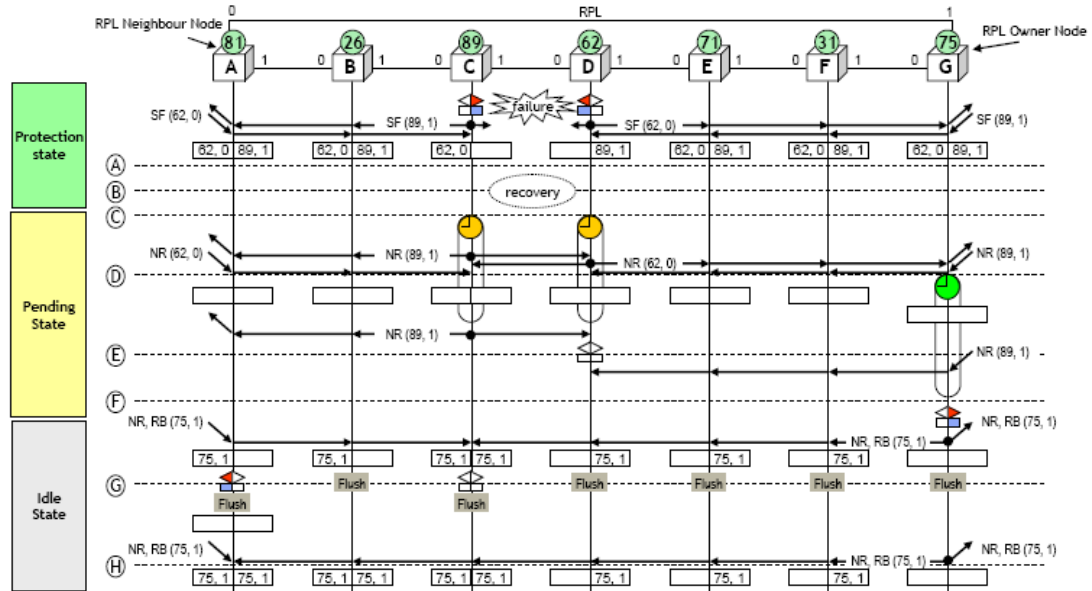 0 RPL 1
RPL Neighbour Node
RPL Owner Node
81 26 89 62 71 31 75
A 1 0 B 1 0 C 1 0 D 1 0 E 1 0 F 1 0 G
Protection
state
failure
SF (62, 0) SF (89, 1) SF (62, 0) SF (89, 1)
62, 0 89, 1 62, 0 89, 1 62, 0 89, 1 62, 0 89, 1 62, 0 89, 1 62, 0 89, 1
A
B
recovery
C
Pending
State
NR (62, 0) NR (89, 1) NR (62, 0) NR (89, 1)
D
NR (89, 1)
E
NR (89, 1)
F
Idle
State
NR, RB (75, 1) NR, RB (75, 1) NR, RB (75, 1)
75, 1 75, 1 75, 1 75, 1 75, 1 75, 1 75, 1
G
Flush Flush Flush Flush Flush Flush Flush
NR, RB (75, 1) NR, RB (75, 1) NR, RB (75, 1)
H
75, 1 75, 1 75, 1 75, 1 75, 1 75, 1 75, 1 75, 1 75, 1